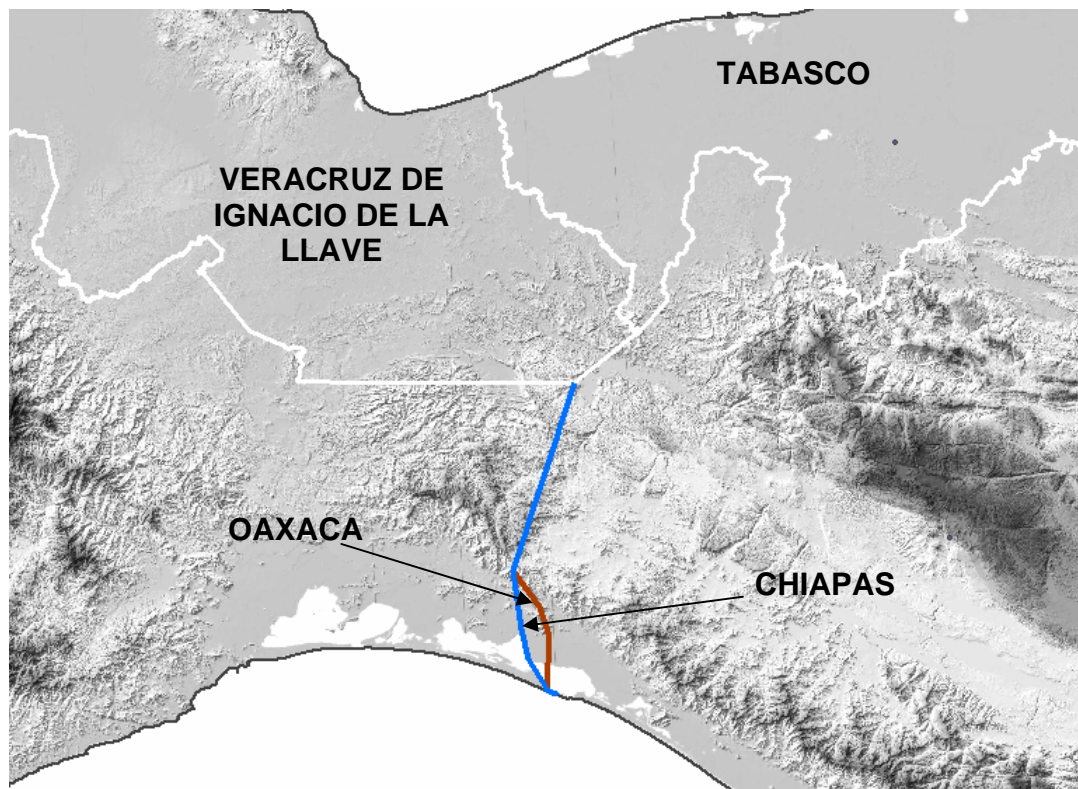 TABASCO
VERACRUZ DE
IGNACIO DE LA
LLAVE
OAXACA
CHIAPAS